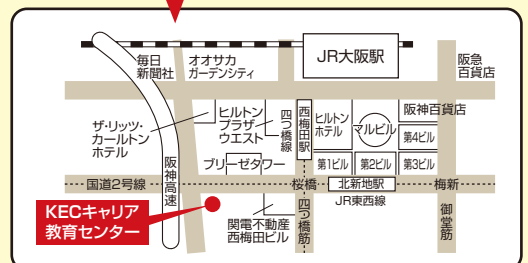 JR大阪駅
毎日
新聞社
オオサカ
ガーデンシティ
阪急
百貨店
ザ・リッツ・
カールトン
ホテル
ヒルトン
プラザ
ウエスト
四つ橋線
西梅田駅
ヒルトン
ホテル
マルビル
阪神百貨店
第4ビル
阪神高速
ブリーゼタワー
第1ビル
第2ビル
第3ビル
国道2号線
桜橋
北新地駅
梅新
JR東西線
KECキャリア
教育センター
関電不動産
西梅田ビル
四つ橋筋
御堂筋